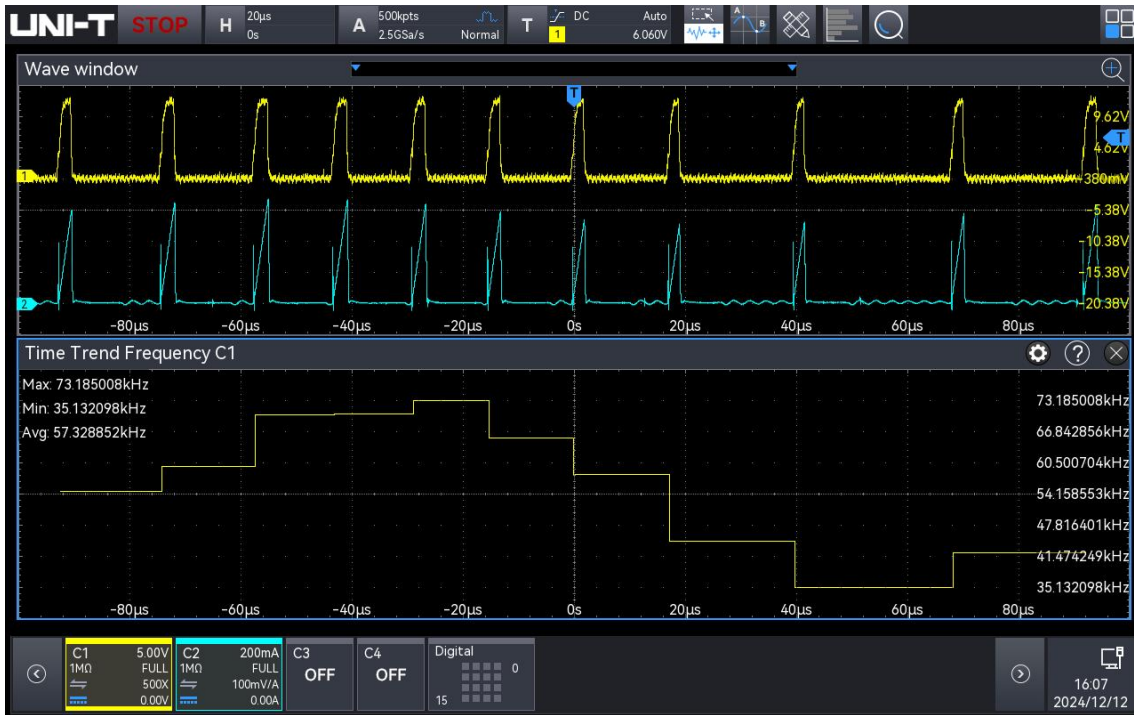 UNI-T STOP H 20µs 0s A 500kpts 2.5GSa/s Normal T 1 DC Auto 6.060V A B
Wave window
T
9.62V
T
4.62V
1
-380mV
-5.38V
-10.38V
-15.38V
2
-20.38V
-80µs -60µs -40µs -20µs 0s 20µs 40µs 60µs 80µs
Time Trend Frequency C1
Max: 73.185008kHz
Min: 35.132098kHz
Avg: 57.328852kHz
73.185008kHz
66.842856kHz
60.500704kHz
54.158553kHz
47.816401kHz
41.474249kHz
35.132098kHz
-80µs -60µs -40µs -20µs 0s 20µs 40µs 60µs 80µs
C1 5.00V
1MΩ FULL
500X
0.00V
C2 200mA
1MΩ FULL
100mV/A
0.00A
C3
OFF
C4
OFF
Digital
0
15
16:07
2024/12/12